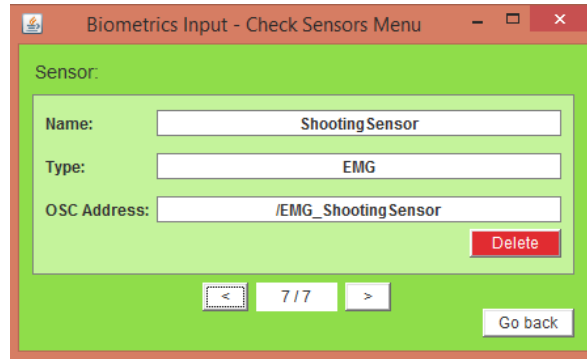 Biometrics Input - Check Sensors Menu
Sensor:
Name: ShootingSensor
Type: EMG
OSC Address: /EMG_ShootingSensor
Delete
< 7 / 7 >
Go back